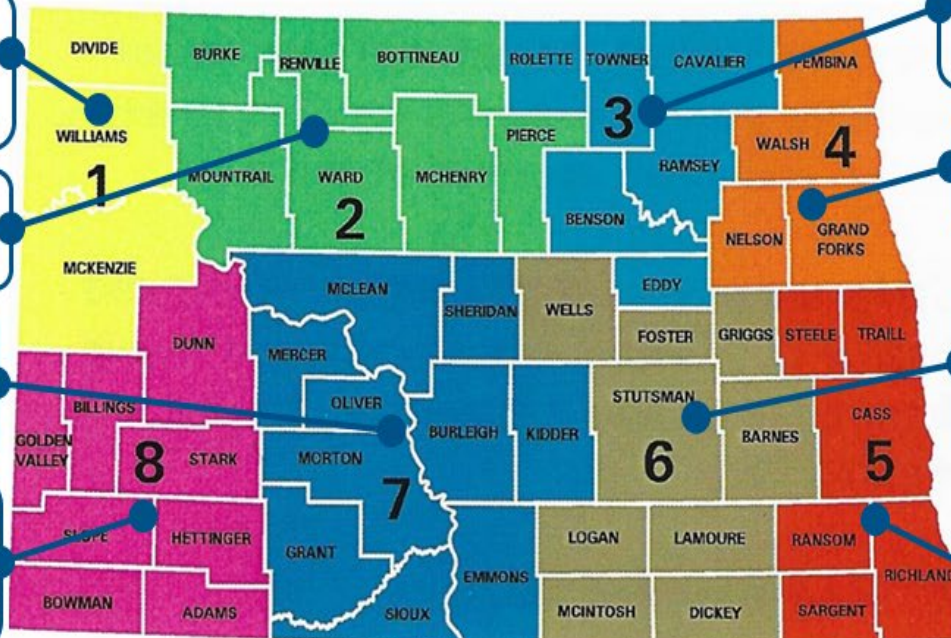 DIVIDE
BURKE
RENVILLE
BOTTINEAU
ROLETTE
TOWNER
CAVALIER
PEMBINA
WILLIAMS
3
PIERCE
WALSH
4
MOUNTRAIL
WARD
MCHENRY
RAMSEY
1
2
BENSON
NELSON
GRAND
FORKS
MCKENZIE
MCLEAN
EDDY
SHERIDAN
WELLS
DUNN
MERCER
FOSTER
GRIGGS
STEELE
TRAILL
BILLINGS
OLIVER
STUTSMAN
CASS
GOLDEN
VALLEY
BURLEIGH
KIDDER
BARNES
8
STARK
MORTON
6
5
7
SLOPE
HETTINGER
GRANT
LOGAN
LAMOURE
RANSOM
EMMONS
RICHLAND
BOWMAN
ADAMS
SIOUX
MCINTOSH
DICKEY
SARGENT